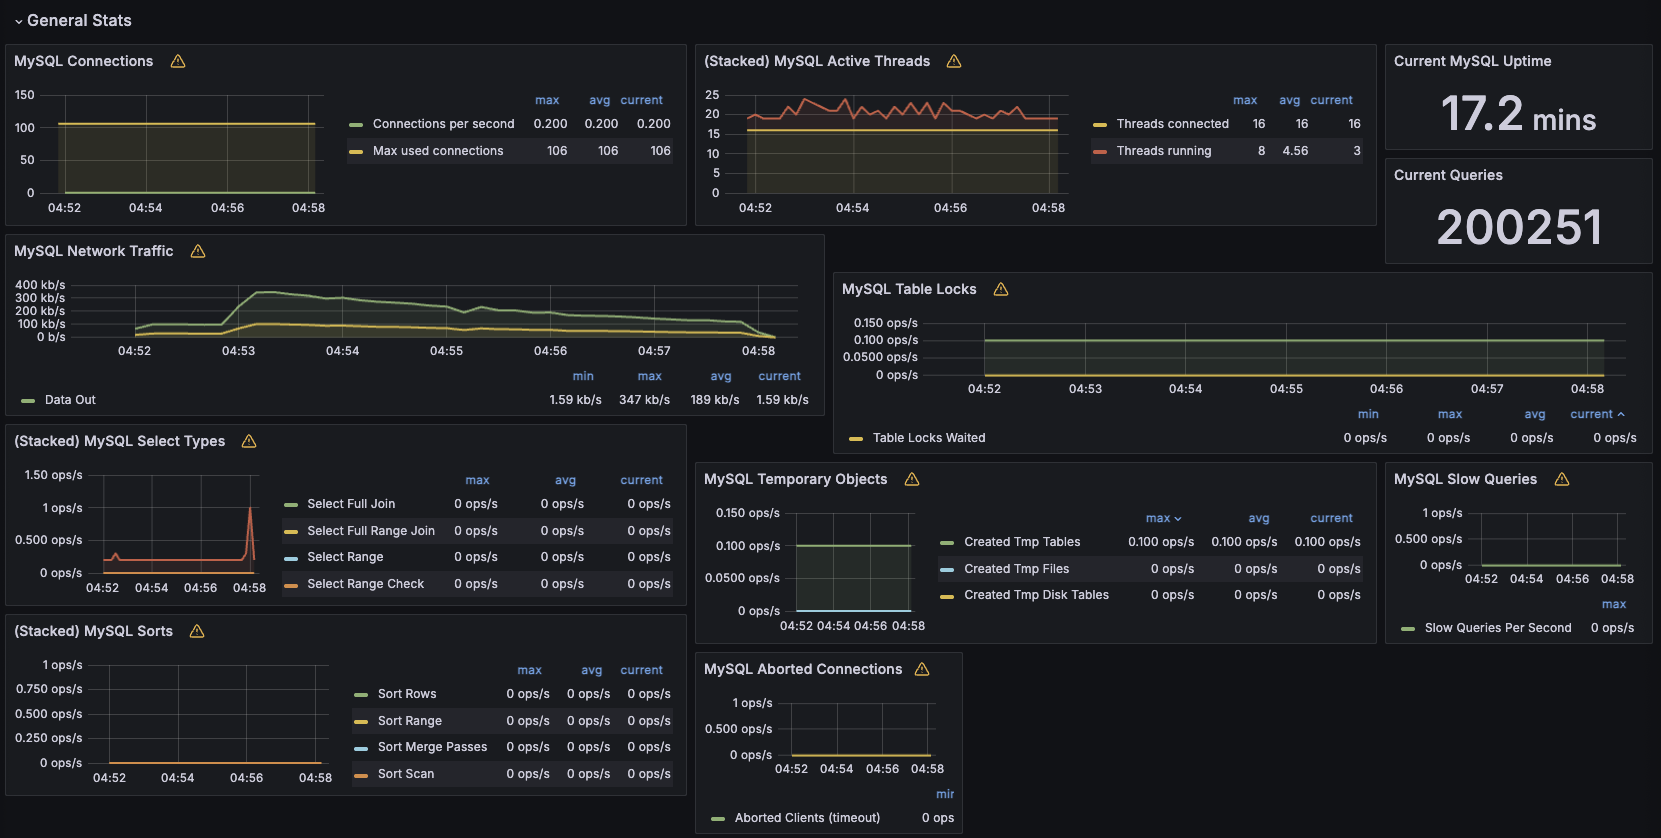 General Stats
MySQL Connections
150
100
50
0
04:52 04:54 04:56 04:58
max avg current
Connections per second 0.200 0.200 0.200
Max used connections 106 106 106
(Stacked) MySQL Active Threads
25
20
15
10
5
0
04:52 04:54 04:56 04:58
max avg current
Threads connected 16 16 16
Threads running 8 4.56 3
Current MySQL Uptime
17.2 mins
Current Queries
200251
MySQL Network Traffic
400 kb/s
300 kb/s
200 kb/s
100 kb/s
0 b/s
04:52 04:53 04:54 04:55 04:56 04:57 04:58
min max avg current
Data Out 1.59 kb/s 347 kb/s 189 kb/s 1.59 kb/s
MySQL Table Locks
0.150 ops/s
0.100 ops/s
0.0500 ops/s
0 ops/s
04:52 04:53 04:54 04:55 04:56 04:57 04:58
min max avg current
Table Locks Waited 0 ops/s 0 ops/s 0 ops/s 0 ops/s
(Stacked) MySQL Select Types
1.50 ops/s
1 ops/s
0.500 ops/s
0 ops/s
04:52 04:54 04:56 04:58
max avg current
Select Full Join 0 ops/s 0 ops/s 0 ops/s
Select Full Range Join 0 ops/s 0 ops/s 0 ops/s
Select Range 0 ops/s 0 ops/s 0 ops/s
Select Range Check 0 ops/s 0 ops/s 0 ops/s
MySQL Temporary Objects
0.150 ops/s
0.100 ops/s
0.0500 ops/s
0 ops/s
04:52 04:54 04:56 04:58
max avg current
Created Tmp Tables 0.100 ops/s 0.100 ops/s 0.100 ops/s
Created Tmp Files 0 ops/s 0 ops/s 0 ops/s
Created Tmp Disk Tables 0 ops/s 0 ops/s 0 ops/s
MySQL Slow Queries
1 ops/s
0.500 ops/s
0 ops/s
04:52 04:54 04:56 04:58
max
Slow Queries Per Second 0 ops/s
(Stacked) MySQL Sorts
1 ops/s
0.750 ops/s
0.500 ops/s
0.250 ops/s
0 ops/s
04:52 04:54 04:56 04:58
max avg current
Sort Rows 0 ops/s 0 ops/s 0 ops/s
Sort Range 0 ops/s 0 ops/s 0 ops/s
Sort Merge Passes 0 ops/s 0 ops/s 0 ops/s
Sort Scan 0 ops/s 0 ops/s 0 ops/s
MySQL Aborted Connections
1 ops/s
0.500 ops/s
0 ops/s
04:52 04:54 04:56 04:58
min
Aborted Clients (timeout) 0 ops